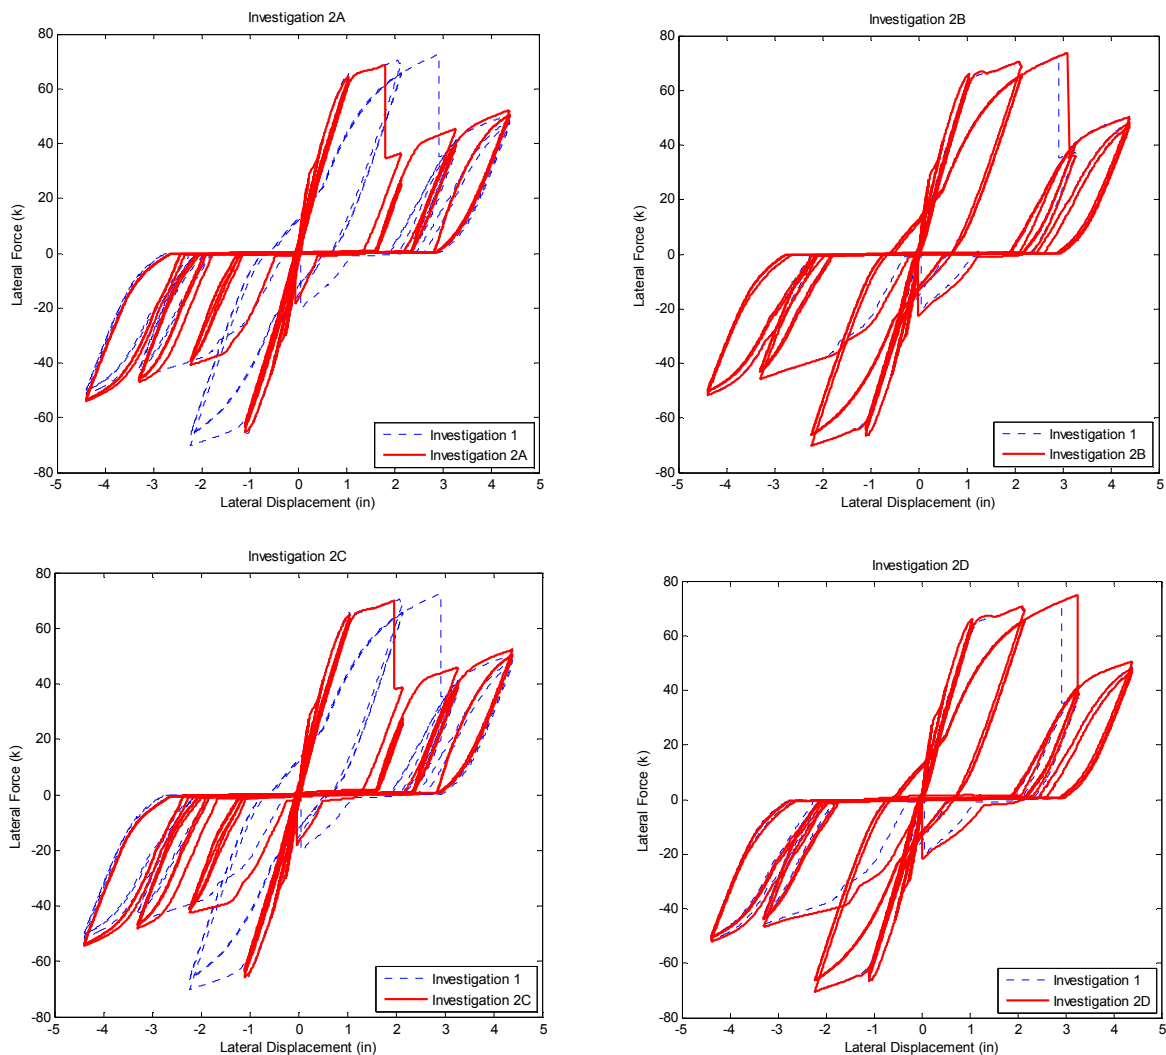 Investigation 2A
80
60
40
20
0
-20
-40
-60
-80
Lateral Force (k)
-5 -4 -3 -2 -1 0 1 2 3 4 5
Lateral Displacement (in)
Investigation 1
Investigation 2A
Investigation 2B
80
60
40
20
0
-20
-40
-60
-80
Lateral Force (k)
-5 -4 -3 -2 -1 0 1 2 3 4 5
Lateral Displacement (in)
Investigation 1
Investigation 2B
Investigation 2C
80
60
40
20
0
-20
-40
-60
-80
Lateral Force (k)
-5 -4 -3 -2 -1 0 1 2 3 4 5
Lateral Displacement (in)
Investigation 1
Investigation 2C
Investigation 2D
80
60
40
20
0
-20
-40
-60
-80
Lateral Force (k)
-5 -4 -3 -2 -1 0 1 2 3 4 5
Lateral Displacement (in)
Investigation 1
Investigation 2D